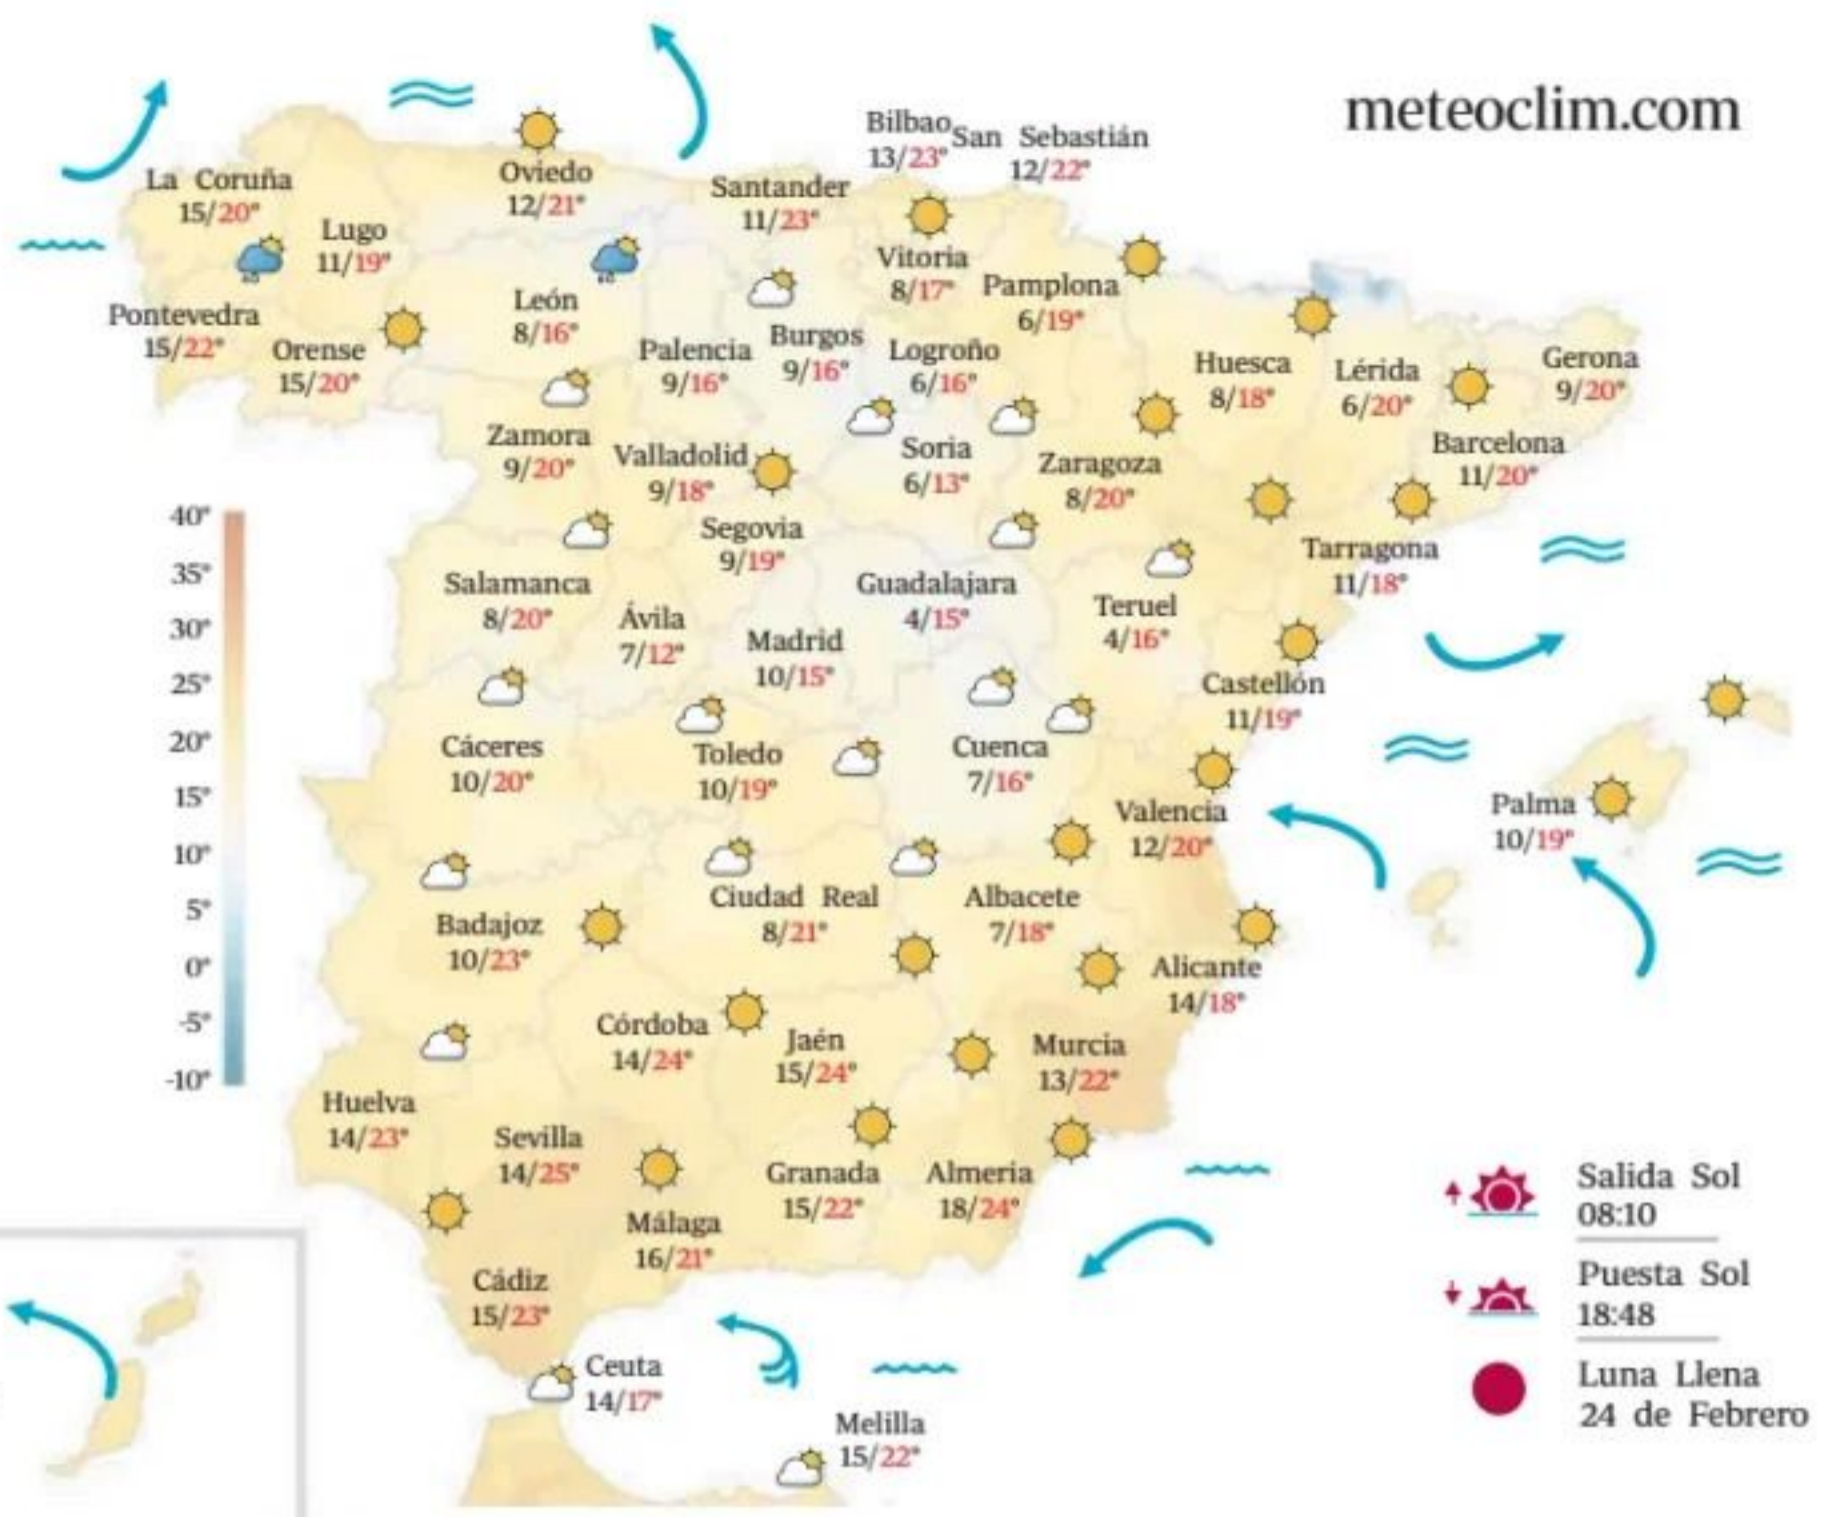 meteoclim.com
Bilbao
13/23°
San Sebastián
12/22°
La Coruña
15/20°
Oviedo
12/21°
Santander
11/23°
Lugo
11/19°
Vitoria
8/17°
Pamplona
6/19°
Pontevedra
15/22°
Orense
15/20°
León
8/16°
Palencia
9/16°
Burgos
9/16°
Logroño
6/16°
Huesca
8/18°
Lérida
6/20°
Gerona
9/20°
Zamora
9/20°
Valladolid
9/18°
Soria
6/13°
Zaragoza
8/20°
Barcelona
11/20°
Segovia
9/19°
Tarragona
11/18°
Salamanca
8/20°
Ávila
7/12°
Madrid
10/15°
Guadalajara
4/15°
Teruel
4/16°
Castellón
11/19°
Cáceres
10/20°
Toledo
10/19°
Cuenca
7/16°
Valencia
12/20°
Palma
10/19°
Badajoz
10/23°
Ciudad Real
8/21°
Albacete
7/18°
Alicante
14/18°
Córdoba
14/24°
Jaén
15/24°
Murcia
13/22°
Huelva
14/23°
Sevilla
14/25°
Granada
15/22°
Almeria
18/24°
Málaga
16/21°
Cádiz
15/23°
Ceuta
14/17°
Melilla
15/22°
40°
35°
30°
25°
20°
15°
10°
5°
0°
-5°
-10°
Salida Sol
08:10
Puesta Sol
18:48
Luna Llena
24 de Febrero